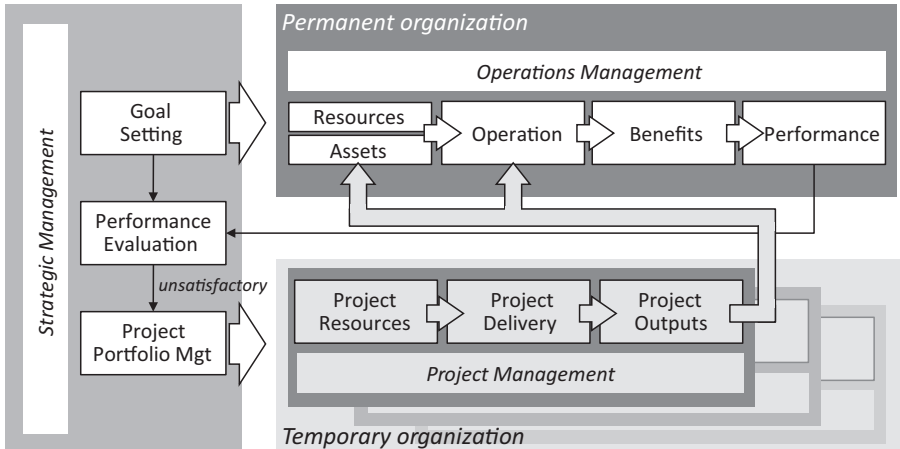 Strategic Management
Goal
Setting
Performance
Evaluation
unsatisfactory
Project
Portfolio Mgt
Permanent organization
Operations Management
Resources
Assets
Operation
Benefits
Performance
Project
Resources
Project
Delivery
Project
Outputs
Project Management
Temporary organization